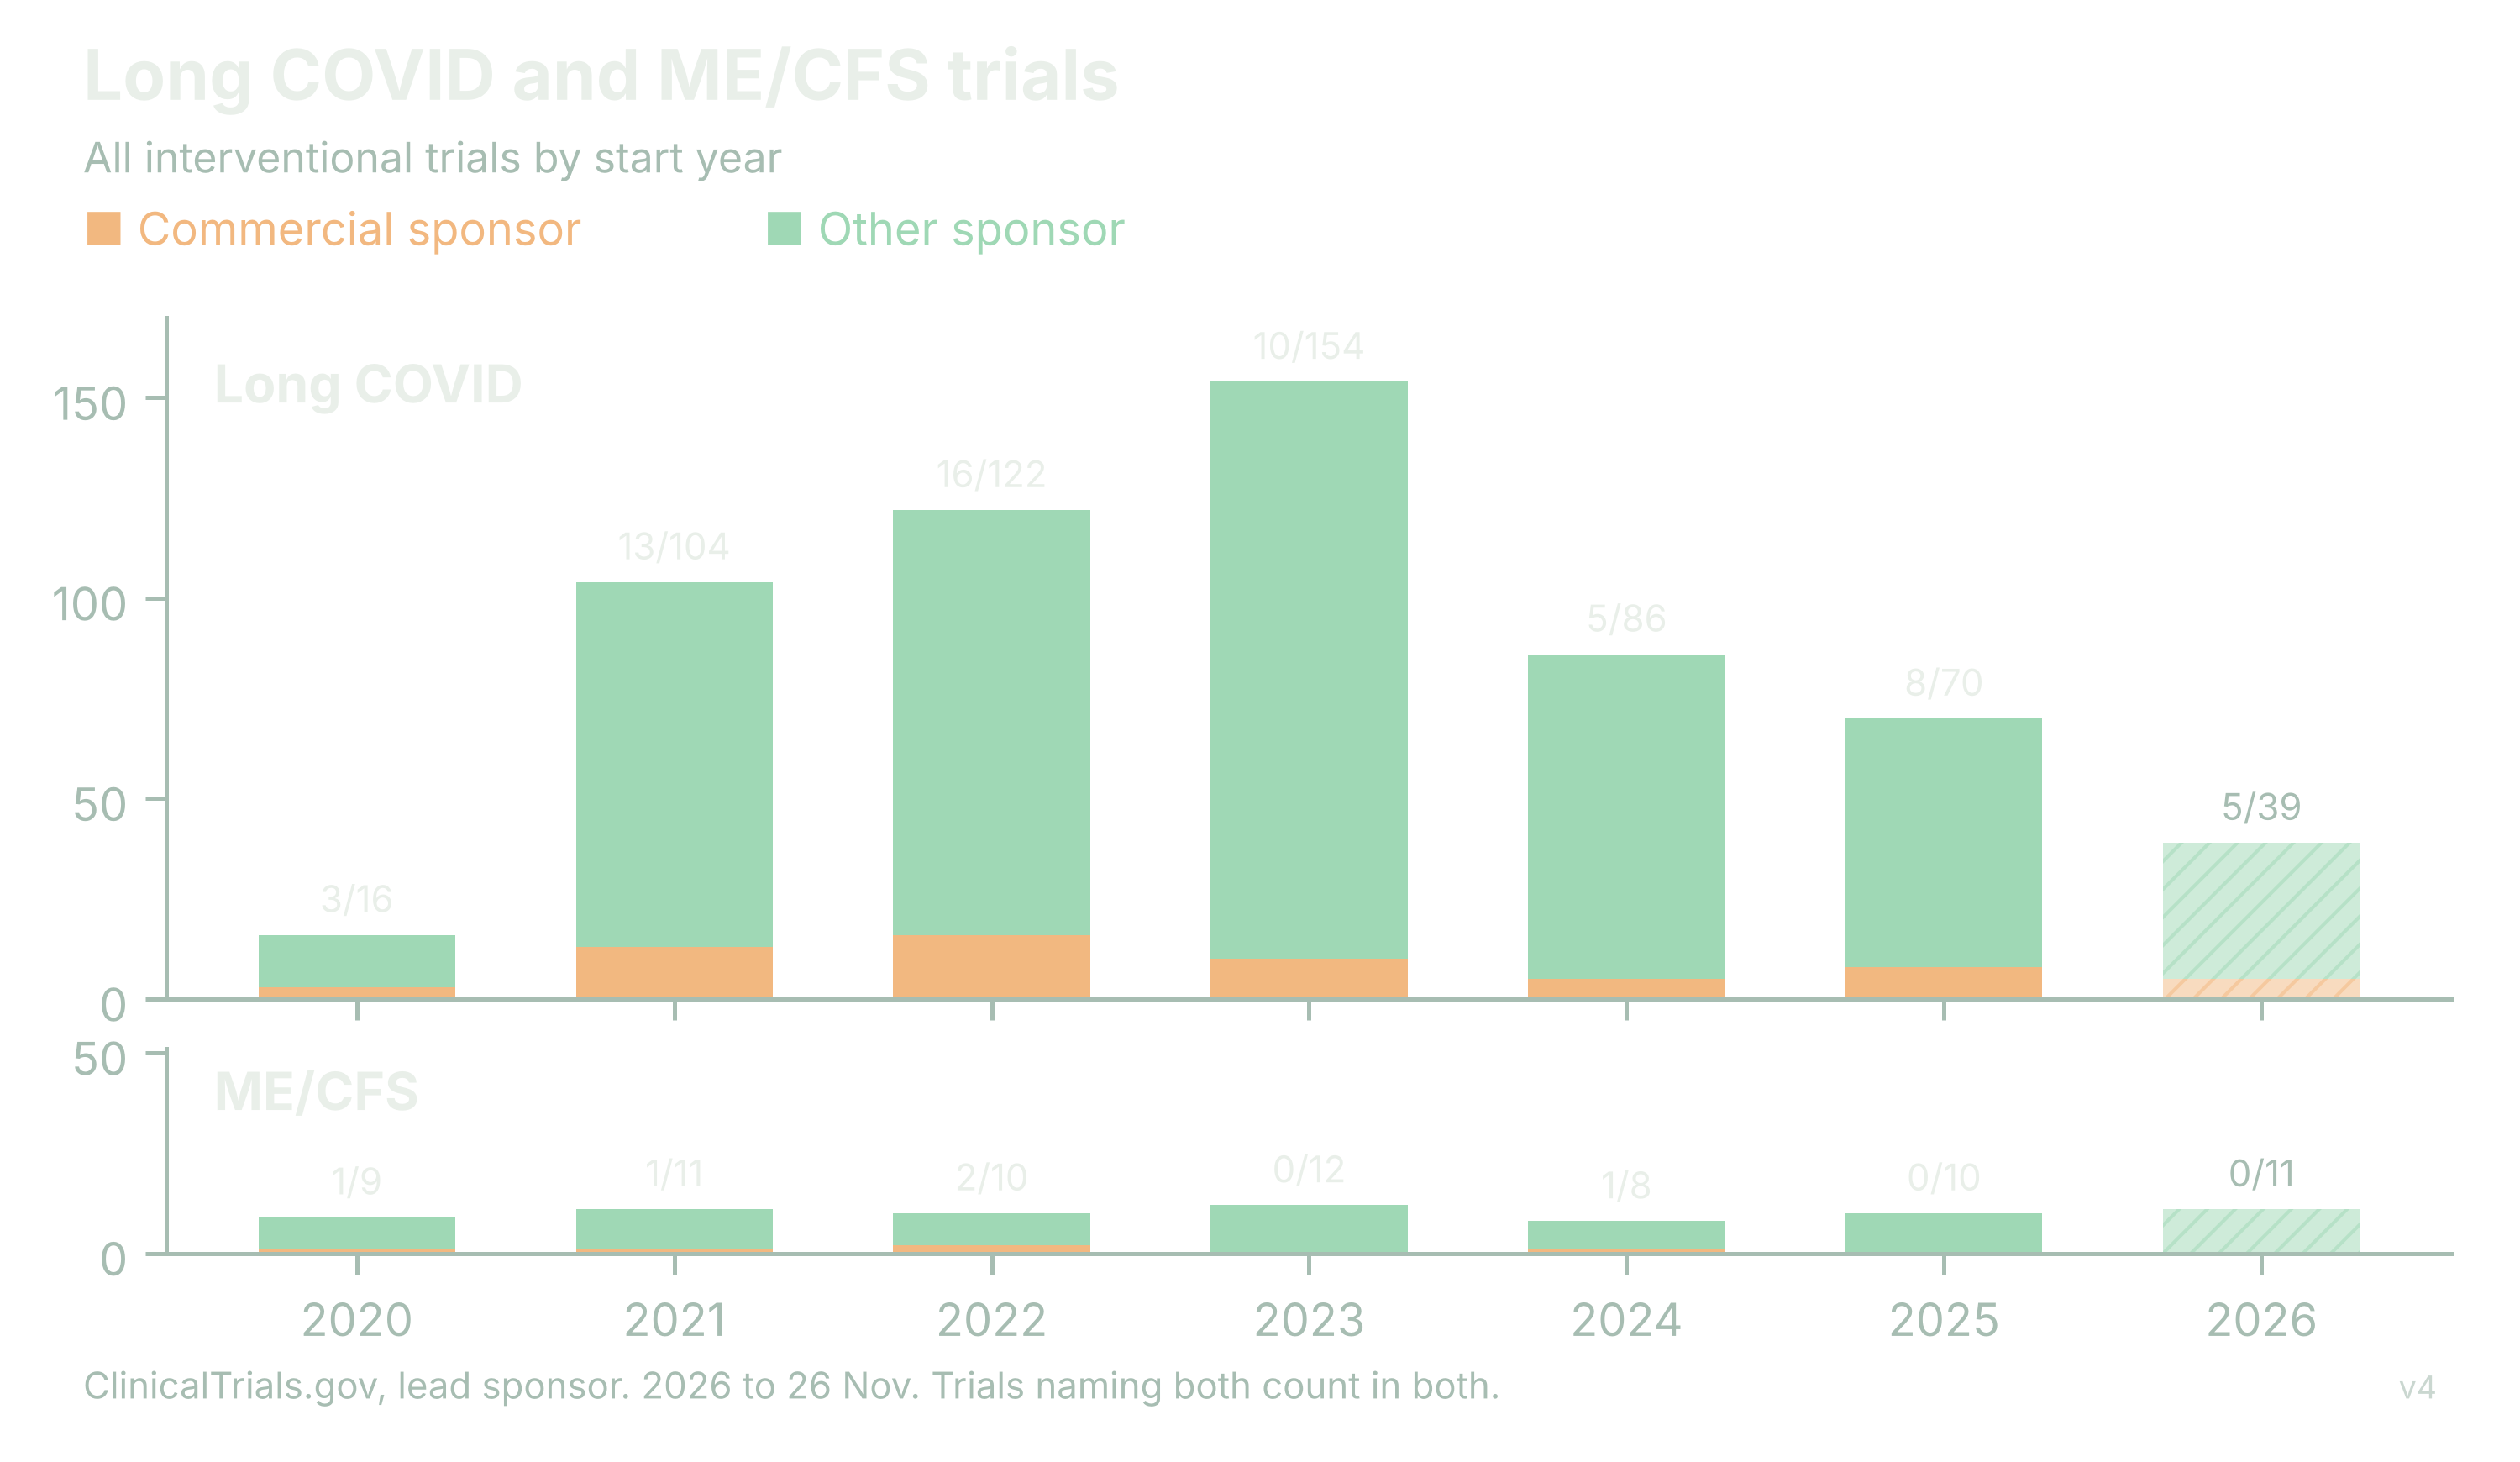 Long COVID and ME/CFS trials
All interventional trials by start year
Commercial sponsor Other sponsor
Long COVID
150
100
50
0
3/16
13/104
16/122
10/154
5/86
8/70
5/39
ME/CFS
50
0
1/9
1/11
2/10
0/12
1/8
0/10
0/11
2020 2021 2022 2023 2024 2025 2026
ClinicalTrials.gov, lead sponsor. 2026 to 26 Nov. Trials naming both count in both.
v4